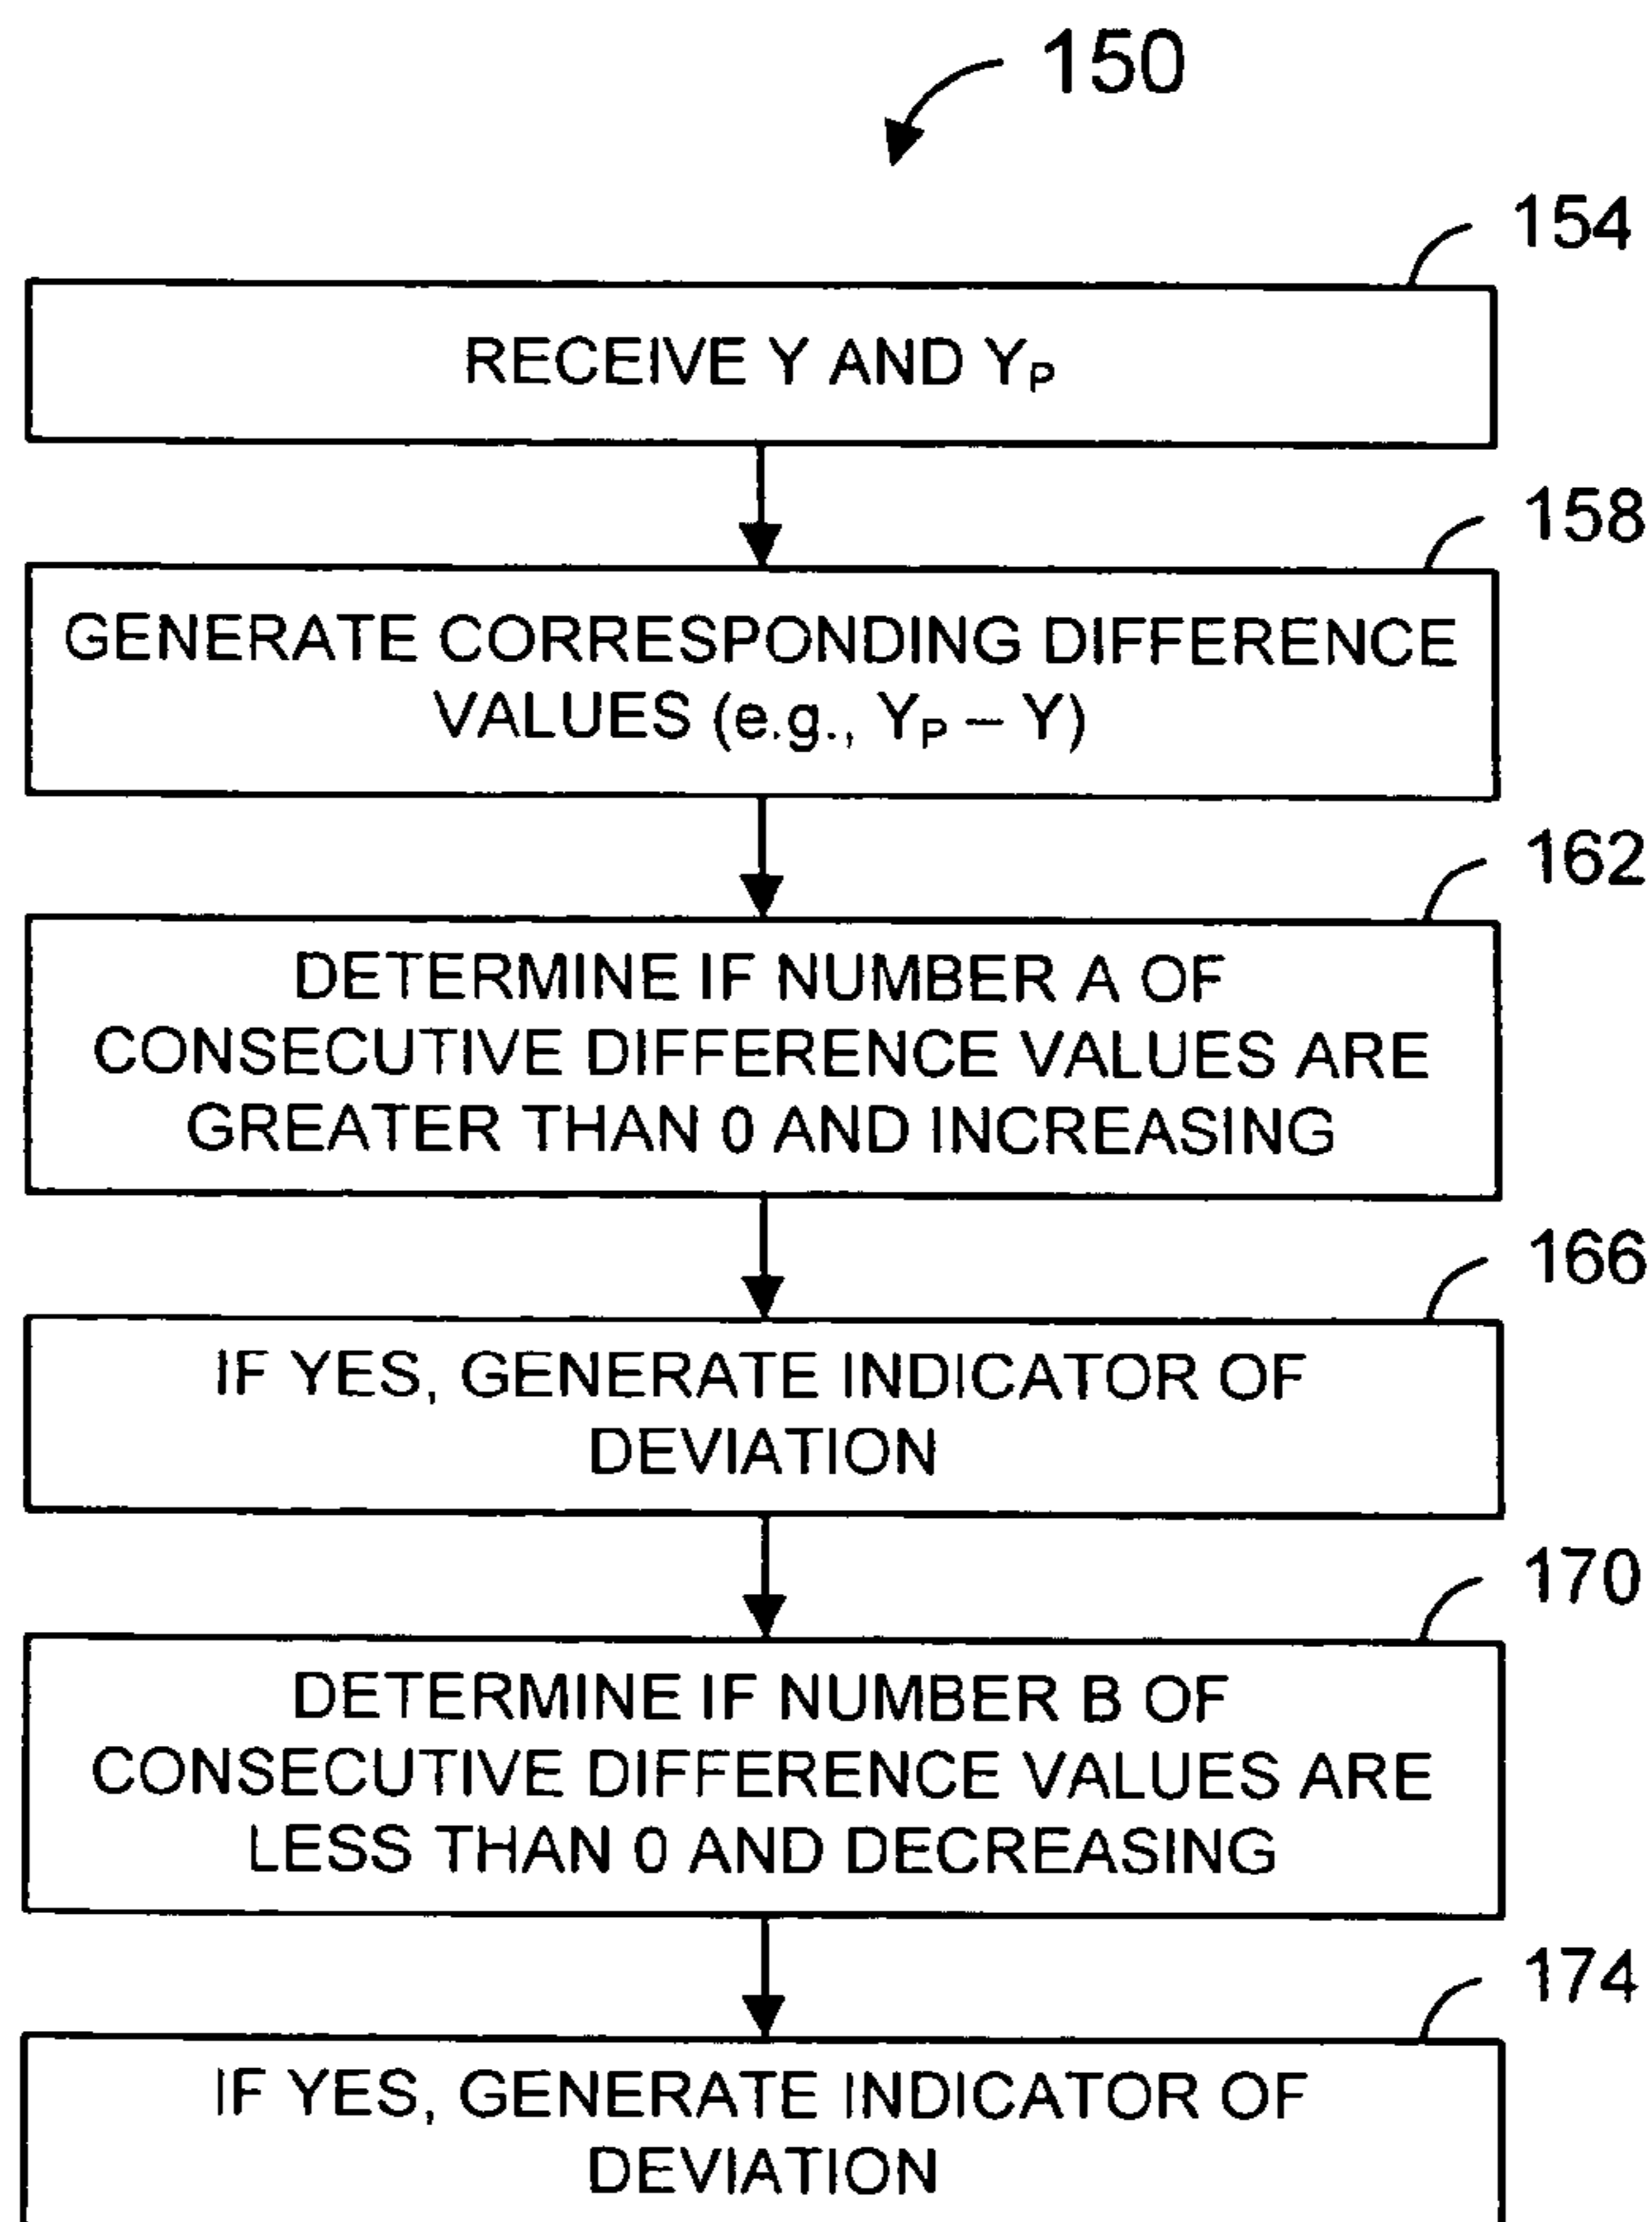 150
154
RECEIVE Y AND Yₚ
158
GENERATE CORRESPONDING DIFFERENCE
VALUES (e.g., Yₚ – Y)
162
DETERMINE IF NUMBER A OF
CONSECUTIVE DIFFERENCE VALUES ARE
GREATER THAN 0 AND INCREASING
166
IF YES, GENERATE INDICATOR OF
DEVIATION
170
DETERMINE IF NUMBER B OF
CONSECUTIVE DIFFERENCE VALUES ARE
LESS THAN 0 AND DECREASING
174
IF YES, GENERATE INDICATOR OF
DEVIATION